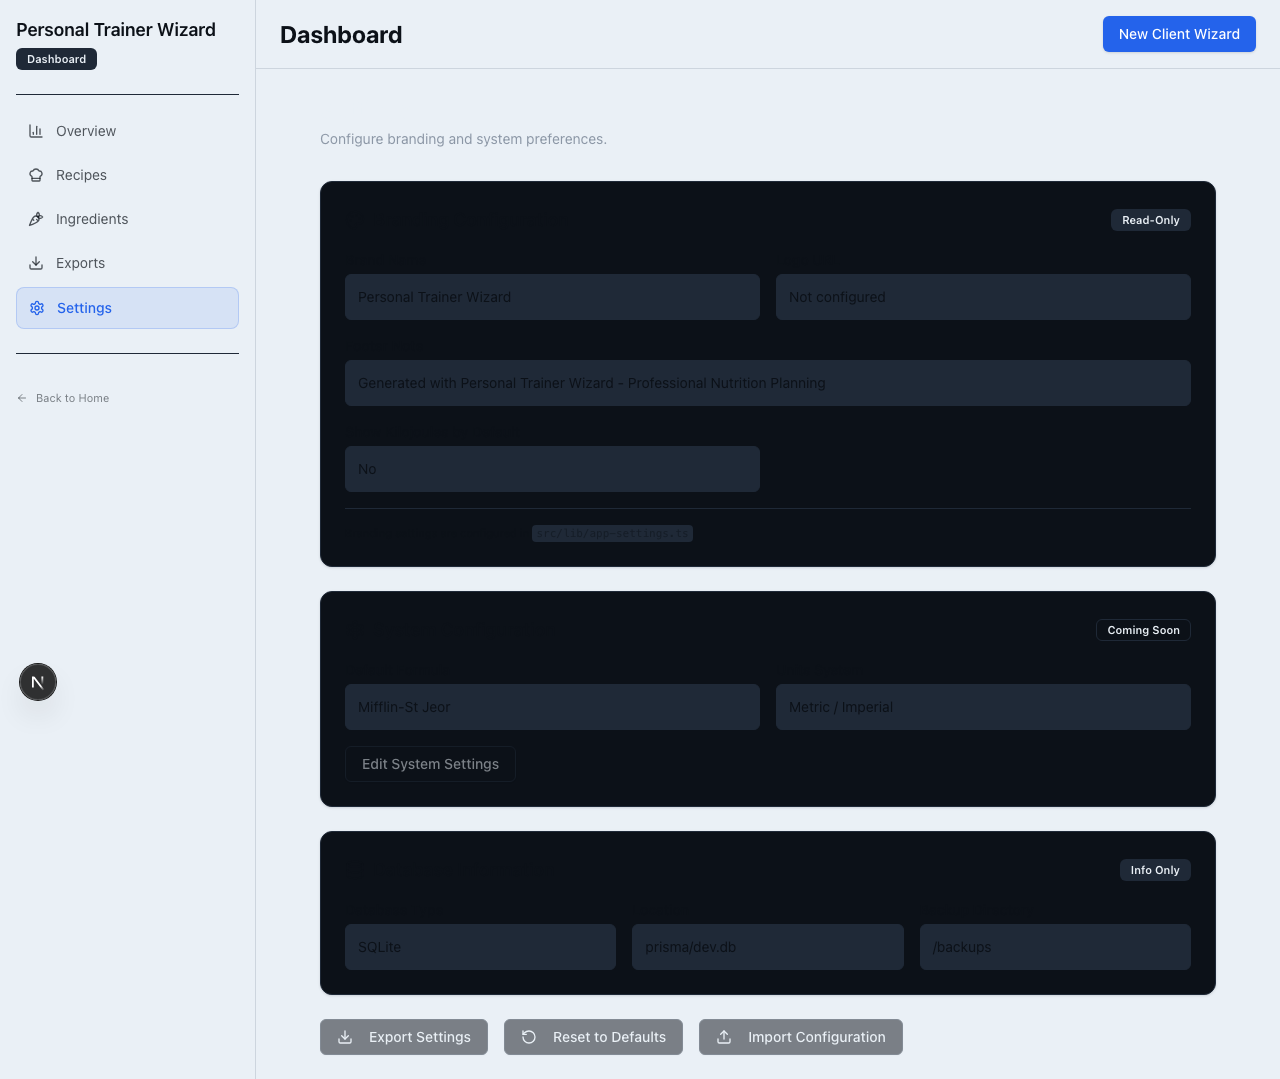 Personal Trainer Wizard
Dashboard
Overview
Recipes
Ingredients
Exports
Settings
Back to Home
Dashboard
New Client Wizard
Configure branding and system preferences.
Read-Only
Personal Trainer Wizard
Not configured
Generated with Personal Trainer Wizard - Professional Nutrition Planning
No
src/lib/app-settings.ts
Coming Soon
Mifflin-St Jeor
Metric / Imperial
Edit System Settings
Info Only
SQLite
prisma/dev.db
/backups
Export Settings
Reset to Defaults
Import Configuration
N